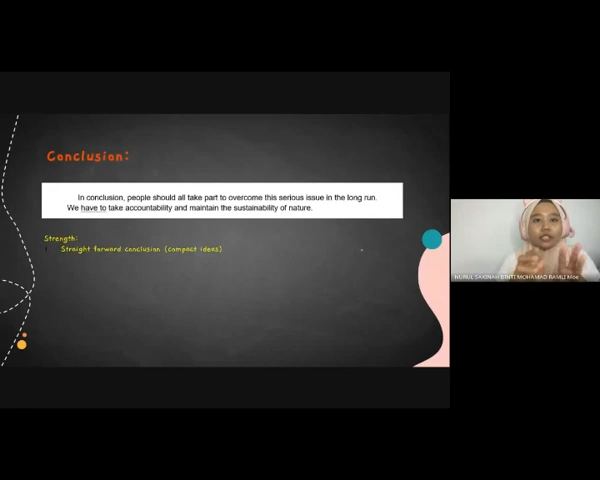 Conclusion:
In conclusion, people should all take part to overcome this serious issue in the long run.
We have to take accountability and maintain the sustainability of nature.
Strength:
Straight forward conclusion (compact ideas)
NURUL SAKINAH BINTI MOHAMAD RAMLI Moe